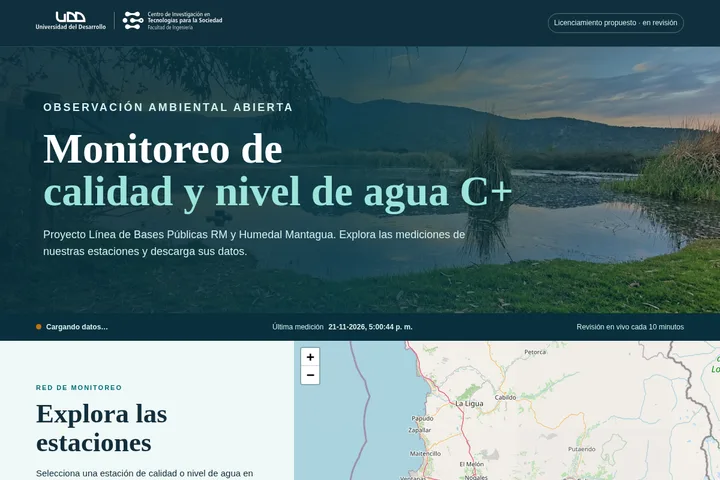 UDD
Universidad del Desarrollo
Centro de Investigación en
Tecnologías para la Sociedad
Facultad de Ingeniería
Licenciamiento propuesto · en revisión
OBSERVACIÓN AMBIENTAL ABIERTA
Monitoreo de
calidad y nivel de agua C+
Proyecto Línea de Bases Públicas RM y Humedal Mantagua. Explora las mediciones de
nuestras estaciones y descarga sus datos.
Cargando datos…
Última medición 21-11-2026, 5:00:44 p. m.
Revisión en vivo cada 10 minutos
RED DE MONITOREO
Explora las
estaciones
Selecciona una estación de calidad o nivel de agua en
+
−
Petorca
La Ligua
Cabildo
Papudo
Zapallar
Maitencillo
Putaendo
El Melón
Nogales